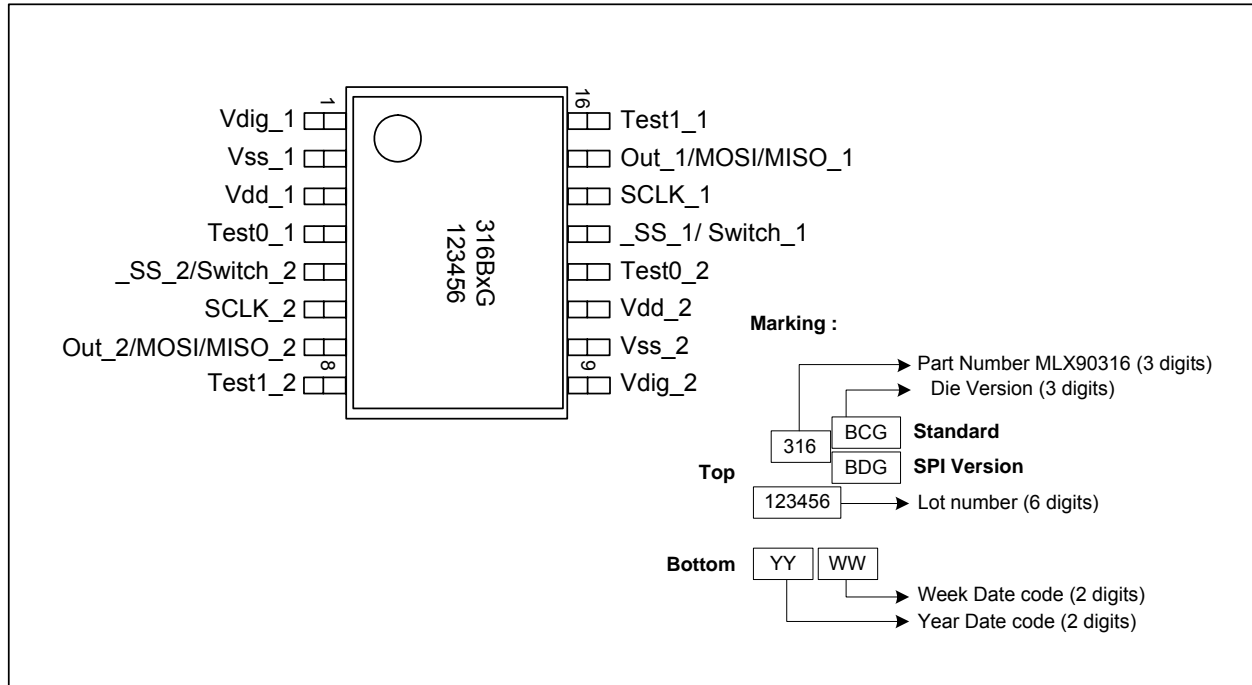 1
16
Vdig_1
Test1_1
Vss_1
Out_1/MOSI/MISO_1
Vdd_1
SCLK_1
Test0_1
_SS_1/ Switch_1
_SS_2/Switch_2
Test0_2
SCLK_2
Vdd_2
Out_2/MOSI/MISO_2
Vss_2
Test1_2
Vdig_2
8
9
316BxG
123456
Marking :
Part Number MLX90316 (3 digits)
Die Version (3 digits)
316
BCG
Standard
BDG
SPI Version
Top
123456
Lot number (6 digits)
Bottom
YY
WW
Week Date code (2 digits)
Year Date code (2 digits)